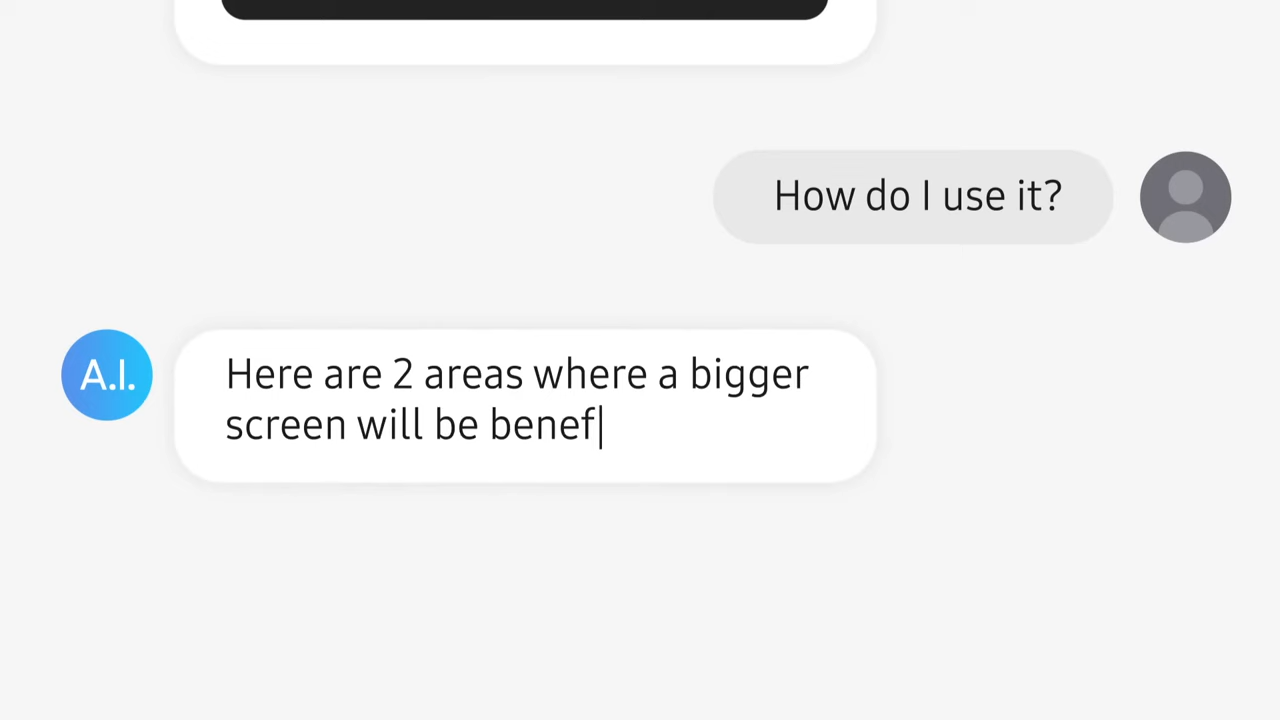 How do I use it?
A.I.
Here are 2 areas where a bigger
screen will be benef